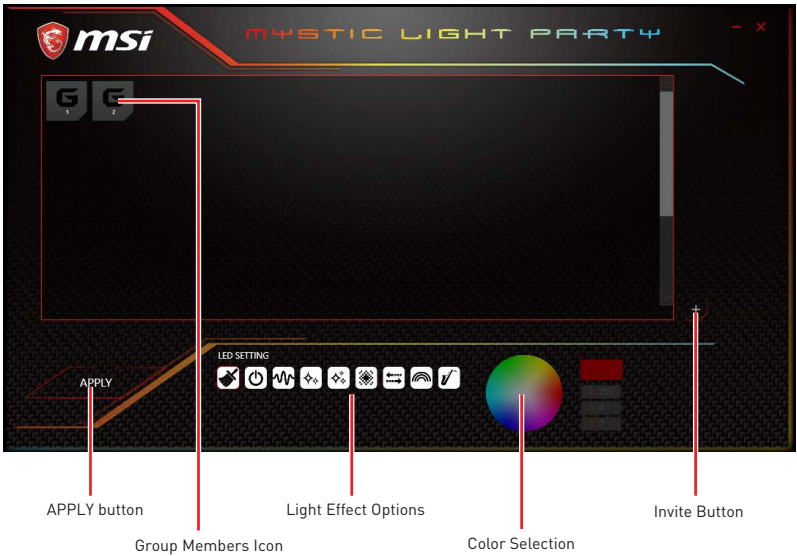 msi
MYSTIC LIGHT PARTY
G G
1 2
LED SETTING
APPLY
APPLY button
Light Effect Options
Invite Button
Group Members Icon
Color Selection